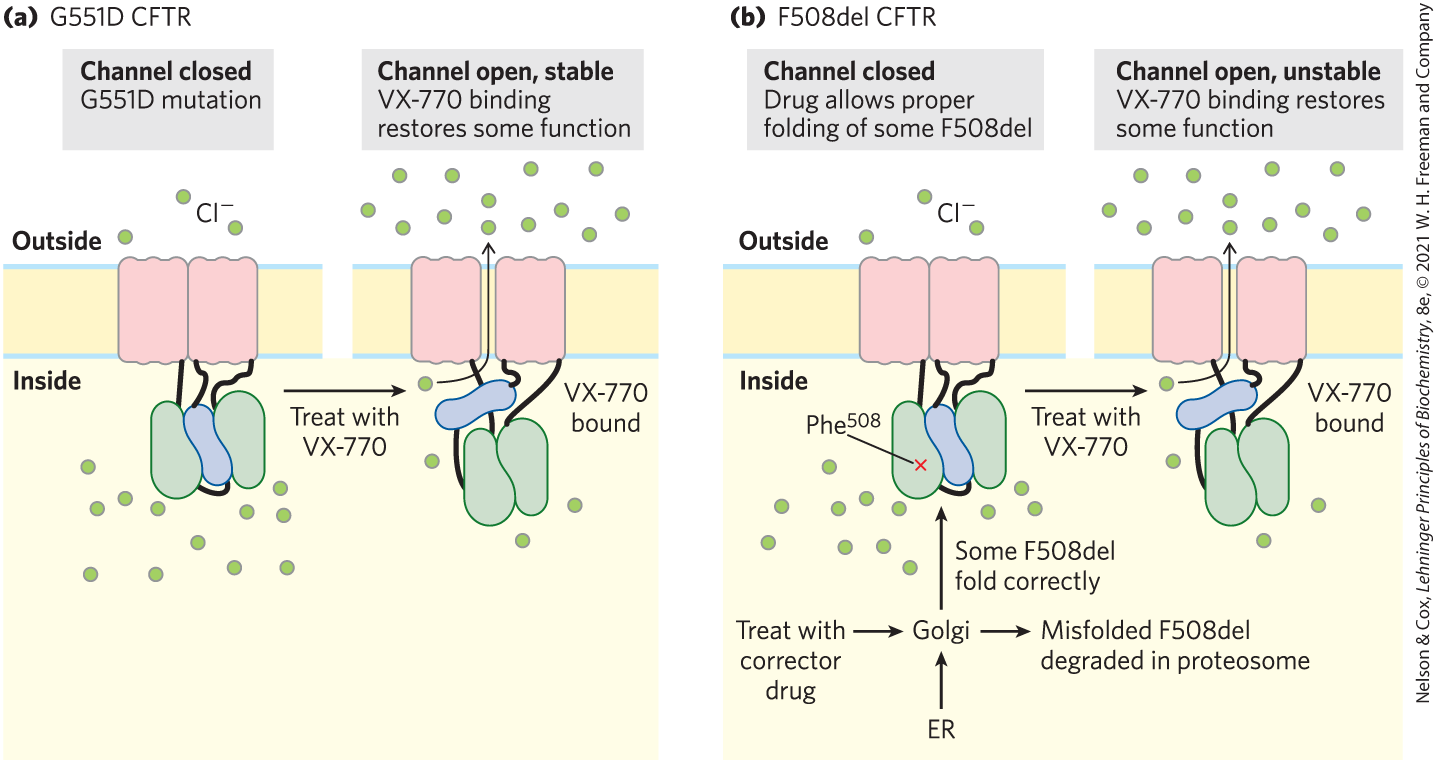 (a) G551D CFTR
Channel closed
G551D mutation
Channel open, stable
VX-770 binding
restores some function
Cl⁻
Outside
Inside
Treat with
VX-770
VX-770
bound
(b) F508del CFTR
Channel closed
Drug allows proper
folding of some F508del
Channel open, unstable
VX-770 binding restores
some function
Cl⁻
Outside
Inside
Phe⁵⁰⁸
Treat with
VX-770
VX-770
bound
Some F508del
fold correctly
Treat with
corrector
drug
Golgi
Misfolded F508del
degraded in proteosome
ER
Nelson & Cox, Lehninger Principles of Biochemistry, 8e, © 2021 W. H. Freeman and Company